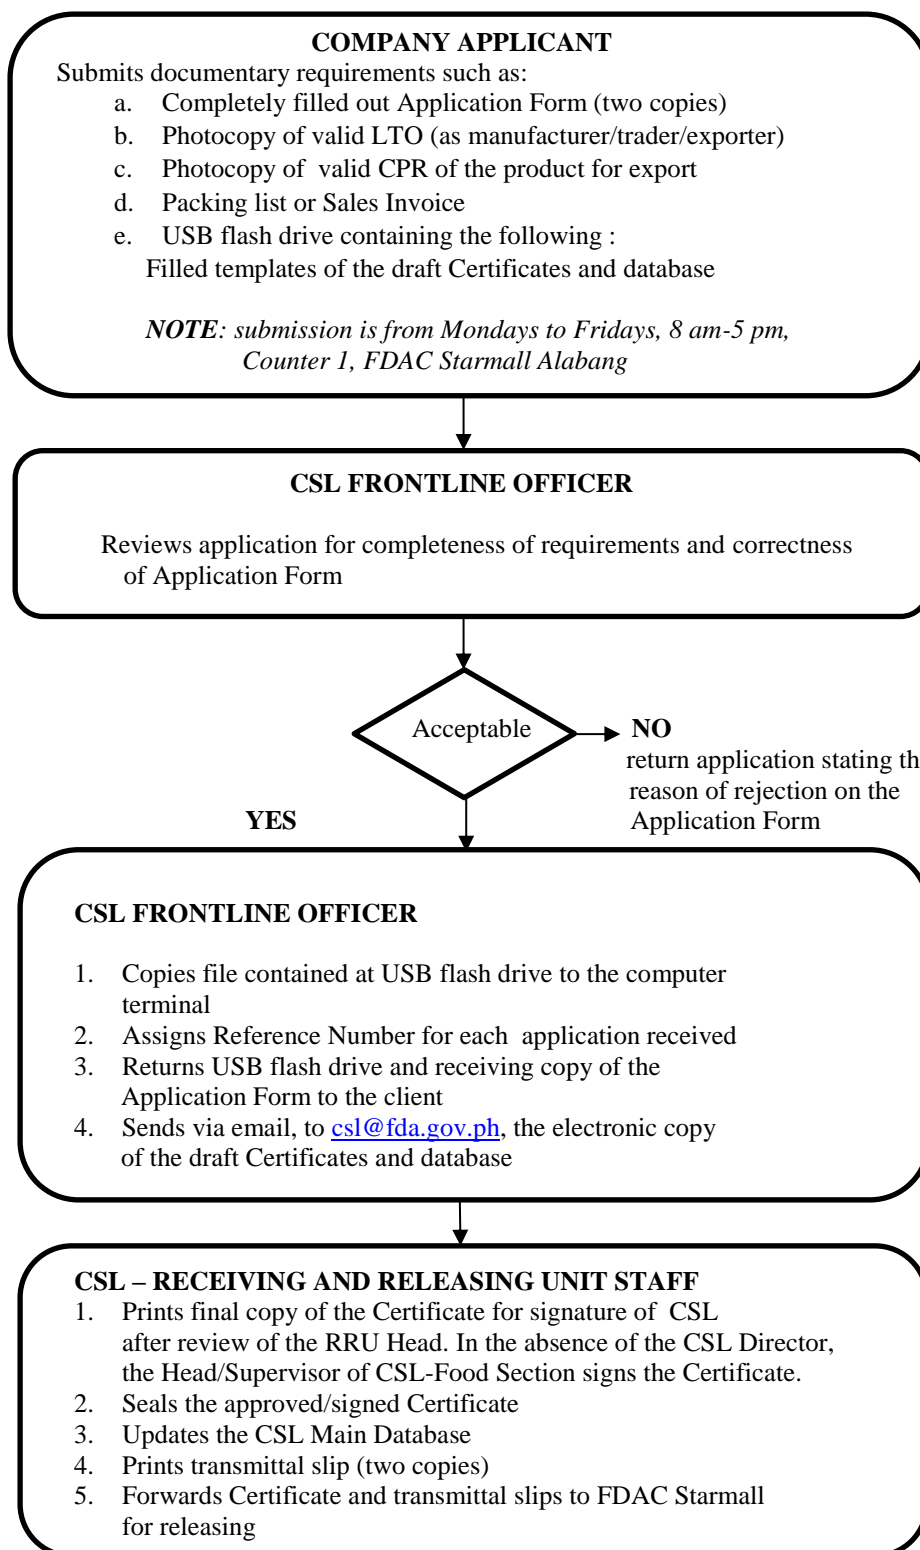 COMPANY APPLICANT
Submits documentary requirements such as:
a. Completely filled out Application Form (two copies)
b. Photocopy of valid LTO (as manufacturer/trader/exporter)
c. Photocopy of valid CPR of the product for export
d. Packing list or Sales Invoice
e. USB flash drive containing the following :
Filled templates of the draft Certificates and database
NOTE: submission is from Mondays to Fridays, 8 am-5 pm,
Counter 1, FDAC Starmall Alabang
CSL FRONTLINE OFFICER
Reviews application for completeness of requirements and correctness
of Application Form
Acceptable
NO
return application stating th
reason of rejection on the
Application Form
YES
CSL FRONTLINE OFFICER
1. Copies file contained at USB flash drive to the computer
terminal
2. Assigns Reference Number for each application received
3. Returns USB flash drive and receiving copy of the
Application Form to the client
4. Sends via email, to csl@fda.gov.ph, the electronic copy
of the draft Certificates and database
CSL – RECEIVING AND RELEASING UNIT STAFF
1. Prints final copy of the Certificate for signature of CSL
after review of the RRU Head. In the absence of the CSL Director,
the Head/Supervisor of CSL-Food Section signs the Certificate.
2. Seals the approved/signed Certificate
3. Updates the CSL Main Database
4. Prints transmittal slip (two copies)
5. Forwards Certificate and transmittal slips to FDAC Starmall
for releasing